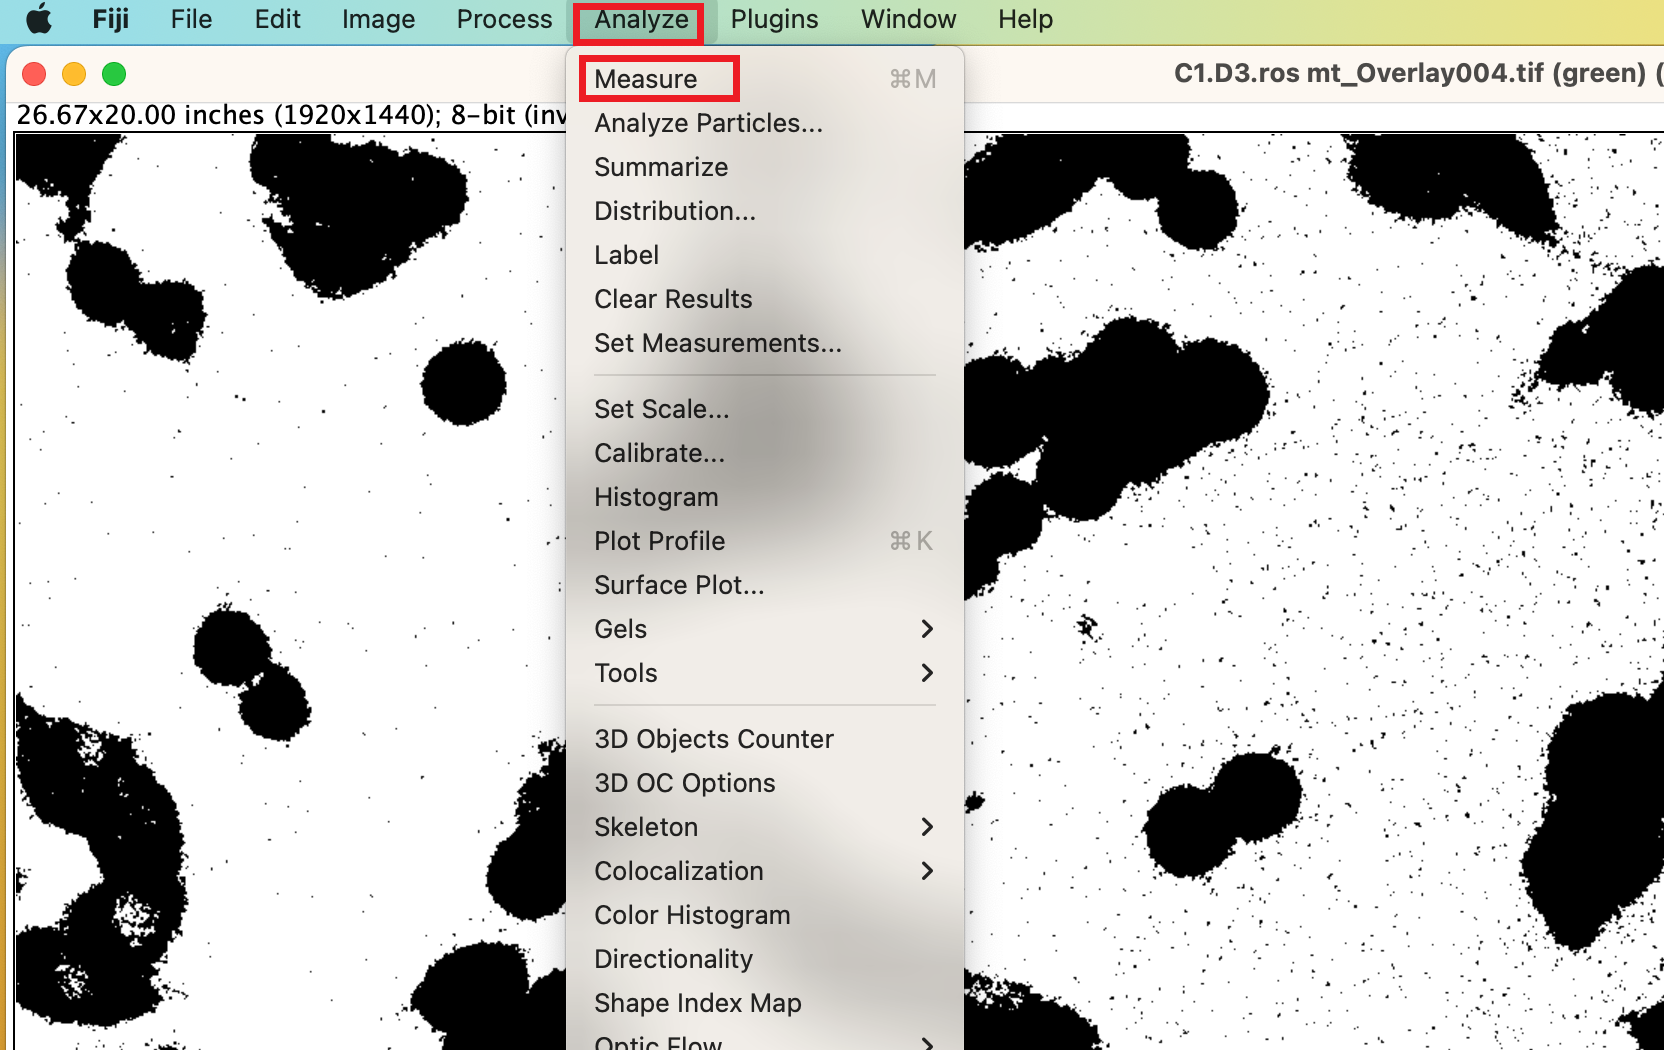 Fiji File Edit Image Process Analyze Plugins Window Help
C1.D3.ros mt_Overlay004.tif (green) (
26.67x20.00 inches (1920x1440); 8-bit (inv
Measure ⌘M
Analyze Particles...
Summarize
Distribution...
Label
Clear Results
Set Measurements...
Set Scale...
Calibrate...
Histogram
Plot Profile ⌘K
Surface Plot...
Gels
Tools
3D Objects Counter
3D OC Options
Skeleton
Colocalization
Color Histogram
Directionality
Shape Index Map
Optic Flow